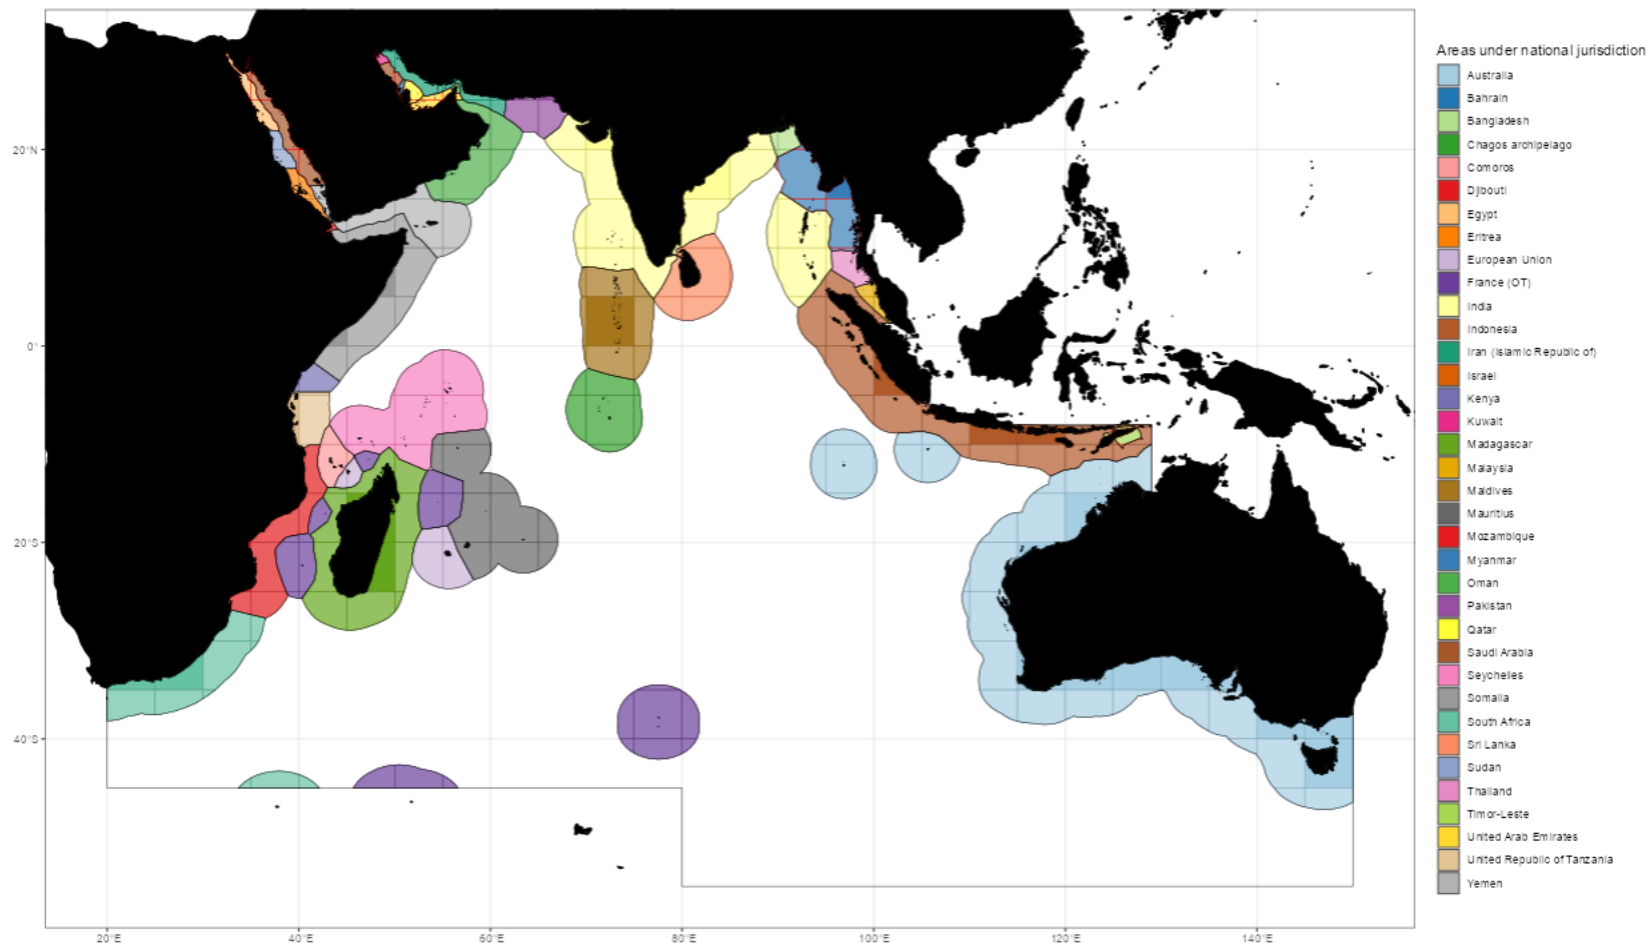 Areas under national jurisdiction
Australia
Bahrain
Bangladesh
Chagos archipelago
Comoros
Djibouti
Egypt
Eritrea
European Union
France (OT)
India
Indonesia
Iran (Islamic Republic of)
Israel
Kenya
Kuwait
Madagascar
Malaysia
Maldives
Mauritius
Mozambique
Myanmar
Oman
Pakistan
Qatar
Saudi Arabia
Seychelles
Somalia
South Africa
Sri Lanka
Sudan
Thailand
Timor-Leste
United Arab Emirates
United Republic of Tanzania
Yemen
20°N
0°
20°S
40°S
20°E 40°E 60°E 80°E 100°E 120°E 140°E